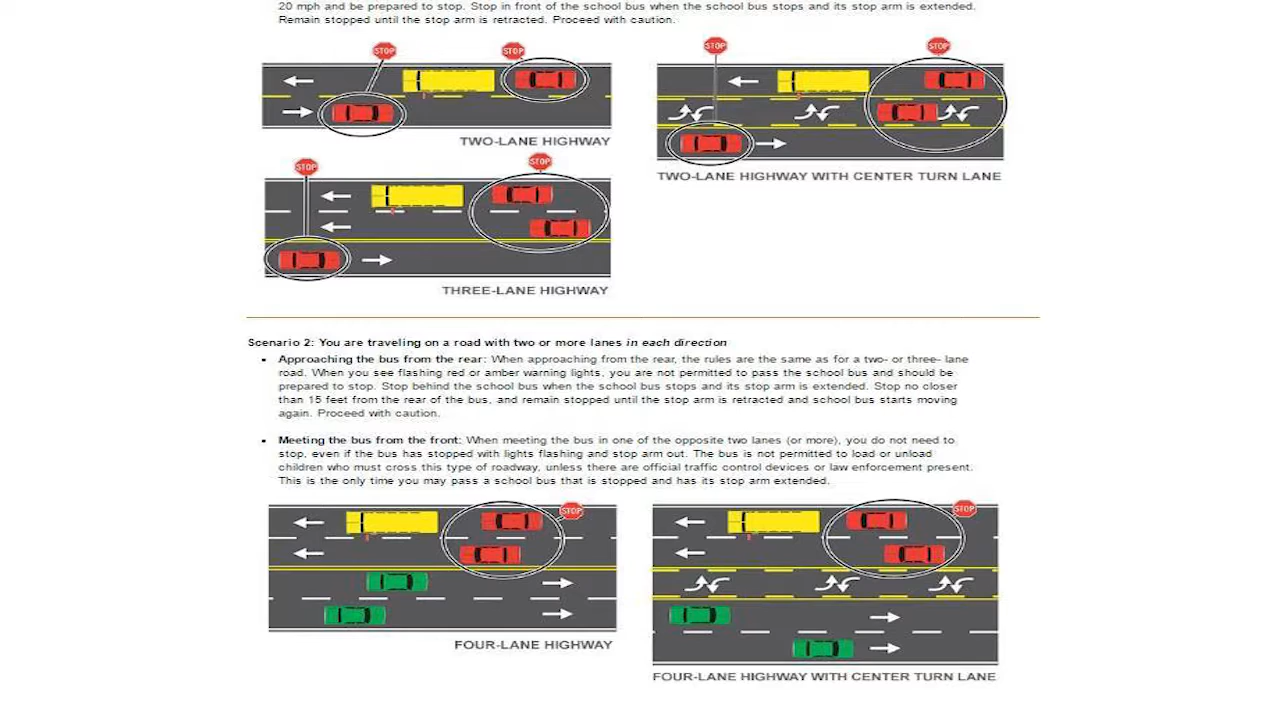 20 mph and be prepared to stop. Stop in front of the school bus when the school bus stops and its stop arm is extended.
Remain stopped until the stop arm is retracted. Proceed with caution.
STOP
STOP
TWO-LANE HIGHWAY
STOP
STOP
TWO-LANE HIGHWAY WITH CENTER TURN LANE
STOP
STOP
THREE-LANE HIGHWAY
Scenario 2: You are traveling on a road with two or more lanes in each direction
• Approaching the bus from the rear: When approaching from the rear, the rules are the same as for a two- or three- lane
road. When you see flashing red or amber warning lights, you are not permitted to pass the school bus and should be
prepared to stop. Stop behind the school bus when the school bus stops and its stop arm is extended. Stop no closer
than 15 feet from the rear of the bus, and remain stopped until the stop arm is retracted and school bus starts moving
again. Proceed with caution.
• Meeting the bus from the front: When meeting the bus in one of the opposite two lanes (or more), you do not need to
stop, even if the bus has stopped with lights flashing and stop arm out. The bus is not permitted to load or unload
children who must cross this type of roadway, unless there are official traffic control devices or law enforcement present.
This is the only time you may pass a school bus that is stopped and has its stop arm extended.
STOP
FOUR-LANE HIGHWAY
STOP
FOUR-LANE HIGHWAY WITH CENTER TURN LANE